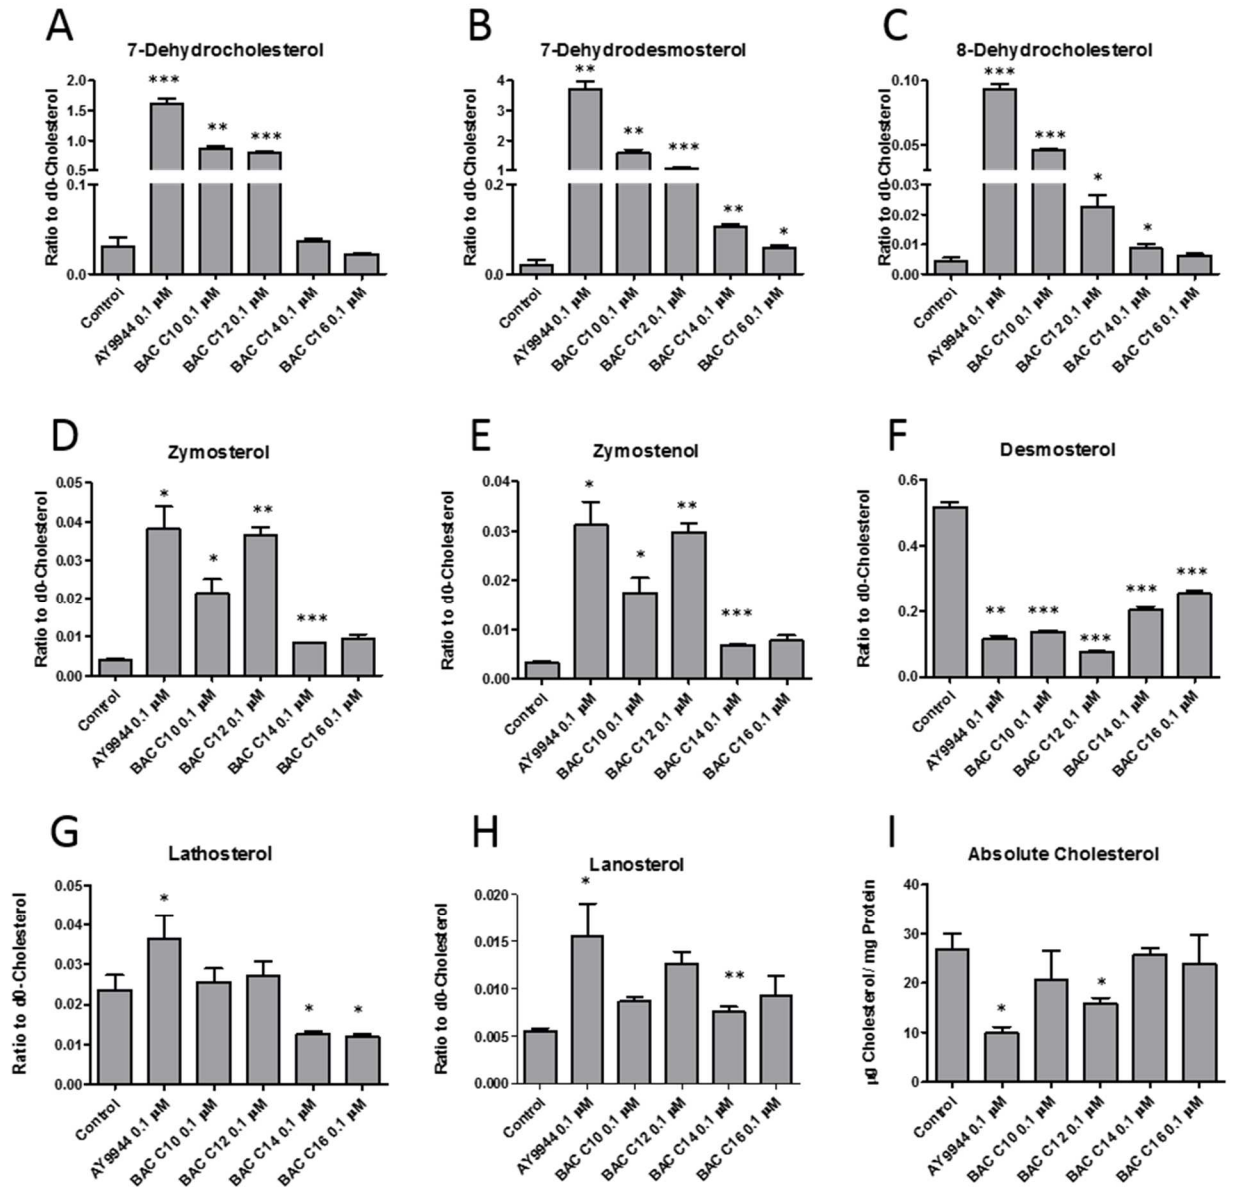 A
7-Dehydrocholesterol
Ratio to d0-Cholesterol
2.0
1.5
1.0
0.5
0.1
0.0
***
**
***
Control
AY9944 0.1 µM
BAC C10 0.1 µM
BAC C12 0.1 µM
BAC C14 0.1 µM
BAC C16 0.1 µM
B
7-Dehydrodesmosterol
Ratio to d0-Cholesterol
4
3
2
1
0.2
0.0
**
**
***
**
*
Control
AY9944 0.1 µM
BAC C10 0.1 µM
BAC C12 0.1 µM
BAC C14 0.1 µM
BAC C16 0.1 µM
C
8-Dehydrocholesterol
Ratio to d0-Cholesterol
0.10
0.05
0.03
0.02
0.01
0.00
***
***
*
*
Control
AY9944 0.1 µM
BAC C10 0.1 µM
BAC C12 0.1 µM
BAC C14 0.1 µM
BAC C16 0.1 µM
D
Zymosterol
Ratio to d0-Cholesterol
0.05
0.04
0.03
0.02
0.01
0.00
*
*
**
***
Control
AY9944 0.1 µM
BAC C10 0.1 µM
BAC C12 0.1 µM
BAC C14 0.1 µM
BAC C16 0.1 µM
E
Zymostenol
Ratio to d0-Cholesterol
0.04
0.03
0.02
0.01
0.00
*
*
**
***
Control
AY9944 0.1 µM
BAC C10 0.1 µM
BAC C12 0.1 µM
BAC C14 0.1 µM
BAC C16 0.1 µM
F
Desmosterol
Ratio to d0-Cholesterol
0.6
0.4
0.2
0.0
**
***
***
***
***
Control
AY9944 0.1 µM
BAC C10 0.1 µM
BAC C12 0.1 µM
BAC C14 0.1 µM
BAC C16 0.1 µM
G
Lathosterol
Ratio to d0-Cholesterol
0.05
0.04
0.03
0.02
0.01
0.00
*
*
*
Control
AY9944 0.1 µM
BAC C10 0.1 µM
BAC C12 0.1 µM
BAC C14 0.1 µM
BAC C16 0.1 µM
H
Lanosterol
Ratio to d0-Cholesterol
0.020
0.015
0.010
0.005
0.000
*
**
Control
AY9944 0.1 µM
BAC C10 0.1 µM
BAC C12 0.1 µM
BAC C14 0.1 µM
BAC C16 0.1 µM
I
Absolute Cholesterol
µg Cholesterol/ mg Protein
40
30
20
10
0
*
*
Control
AY9944 0.1 µM
BAC C10 0.1 µM
BAC C12 0.1 µM
BAC C14 0.1 µM
BAC C16 0.1 µM